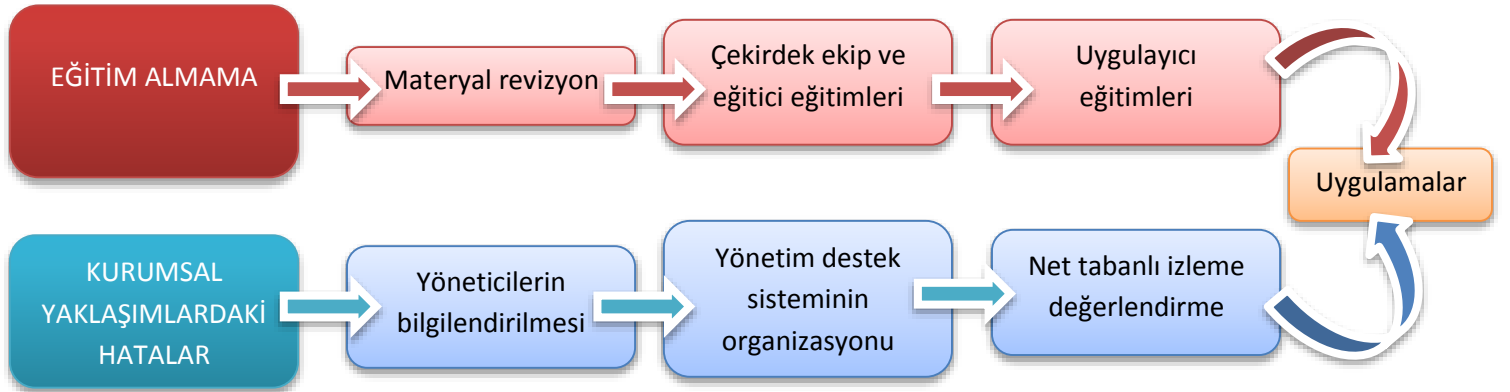 EĞİTİM ALMAMA
Materyal revizyon
Çekirdek ekip ve
eğitici eğitimleri
Uygulayıcı
eğitimleri
Uygulamalar
KURUMSAL
YAKLAŞIMLARDAKİ
HATALAR
Yöneticilerin
bilgilendirilmesi
Yönetim destek
sisteminin
organizasyonu
Net tabanlı izleme
değerlendirme